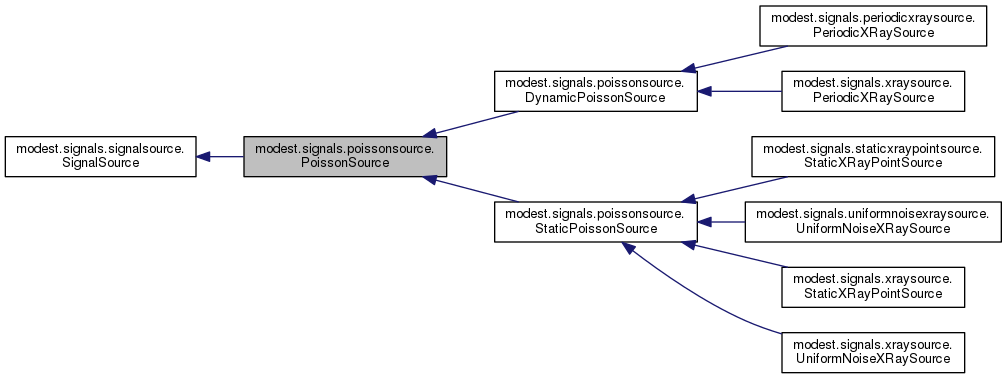 modest.signals.signalsource.
SignalSource
modest.signals.poissonsource.
PoissonSource
modest.signals.poissonsource.
DynamicPoissonSource
modest.signals.periodicxraysource.
PeriodicXRaySource
modest.signals.xraysource.
PeriodicXRaySource
modest.signals.poissonsource.
StaticPoissonSource
modest.signals.staticxraypointsource.
StaticXRayPointSource
modest.signals.uniformnoisexraysource.
UniformNoiseXRaySource
modest.signals.xraysource.
StaticXRayPointSource
modest.signals.xraysource.
UniformNoiseXRaySource